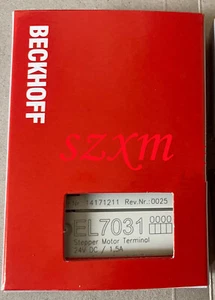 BECKHOFF
szxm
14171211 Rev.Nr.:0025
EL7031
Stepper Motor Terminal
24V DC / 1.5A